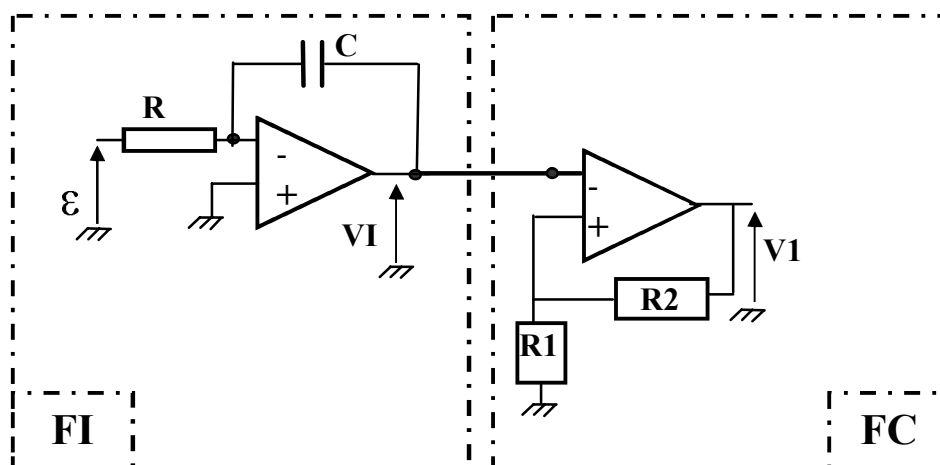 C
R
-
+
ε
VI
-
+
V1
R2
R1
FI
FC